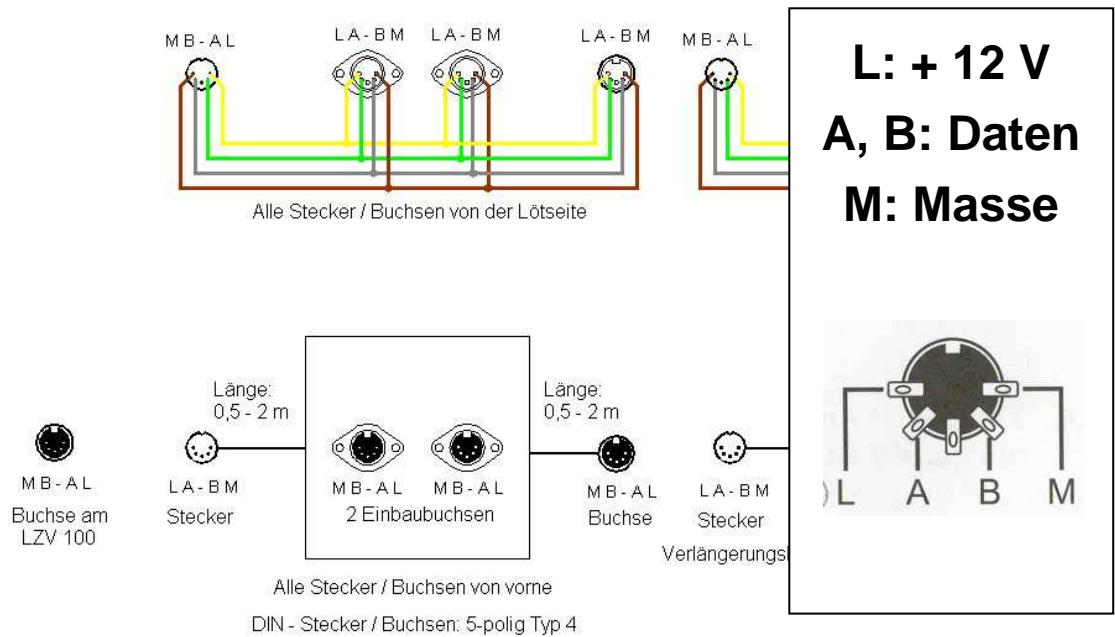 MB-AL LA-BM LA-BM LA-BM MB-AL
Alle Stecker / Buchsen von der Lötseite
L: + 12 V
A, B: Daten
M: Masse
L A B M
Länge:
0,5 - 2 m
Länge:
0,5 - 2 m
MB-AL
Buchse am
LZV 100
LA-BM
Stecker
MB-AL MB-AL
2 Einbaubuchsen
MB-AL
Buchse
LA-BM
Stecker
Alle Stecker / Buchsen von vorne
DIN - Stecker / Buchsen: 5-polig Typ 4